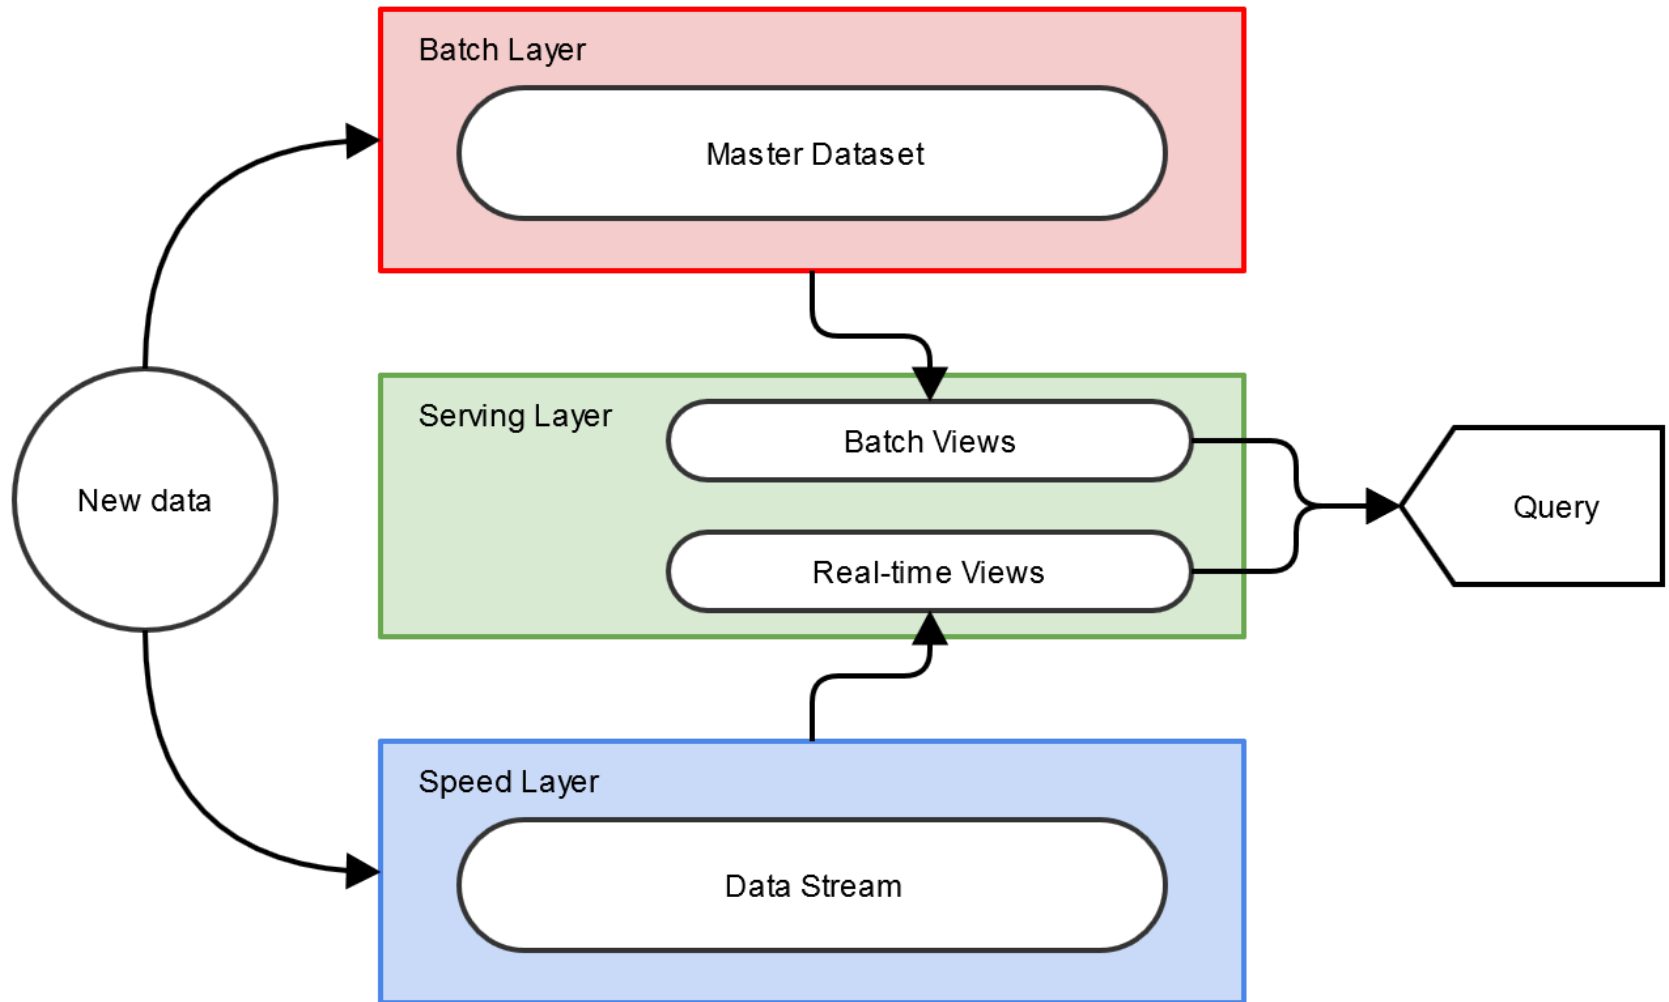 Batch Layer
Master Dataset
Serving Layer
Batch Views
New data
Query
Real-time Views
Speed Layer
Data Stream